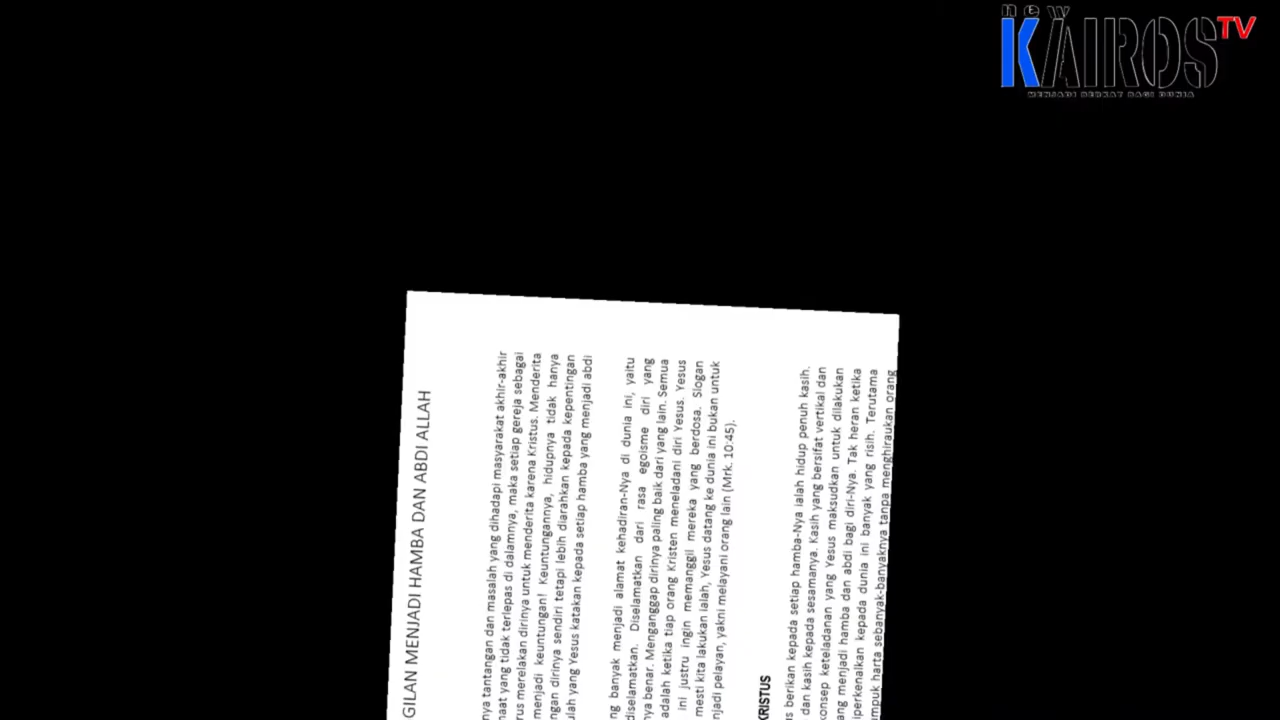 new
KAIROS TV
MENJADI BERKAT BAGI DUNIA
GILAN MENJADI HAMBA DAN ABDI ALLAH
nya tantangan dan masalah yang dihadapi masyarakat akhir-akhir
naat yang tidak terlepas di dalamnya, maka setiap gereja sebagai
rus merelakan dirinya untuk menderita karena Kristus. Menderita
menjadi keuntungan! Keuntungannya, hidupnya tidak hanya
ngan dirinya sendiri tetapi lebih diarahkan kepada kepentingan
ulah yang Yesus katakan kepada setiap hamba yang menjadi abdi
ng banyak menjadi alamat kehadiran-Nya di dunia ini, yaitu
diselamatkan. Diselamatkan dari rasa egoisme diri yang
nya benar. Menganggap dirinya paling baik dari yang lain. Semua
adalah ketika tiap orang Kristen meneladani diri Yesus. Yesus
ini justru ingin memanggil mereka yang berdosa. Slogan
mesti kita lakukan ialah, Yesus datang ke dunia ini bukan untuk
njadi pelayan, yakni melayani orang lain (Mrk. 10:45).
KRISTUS
us berikan kepada setiap hamba-Nya ialah hidup penuh kasih.
dan kasih kepada sesamanya. Kasih yang bersifat vertikal dan
konsep keteladanan yang Yesus maksudkan untuk dilakukan
ang menjadi hamba dan abdi bagi diri-Nya. Tak heran ketika
iperkenalkan kepada dunia ini banyak yang risih. Terutama
ampuk harta sebanyak-banyaknya tanpa menghiraukan orang